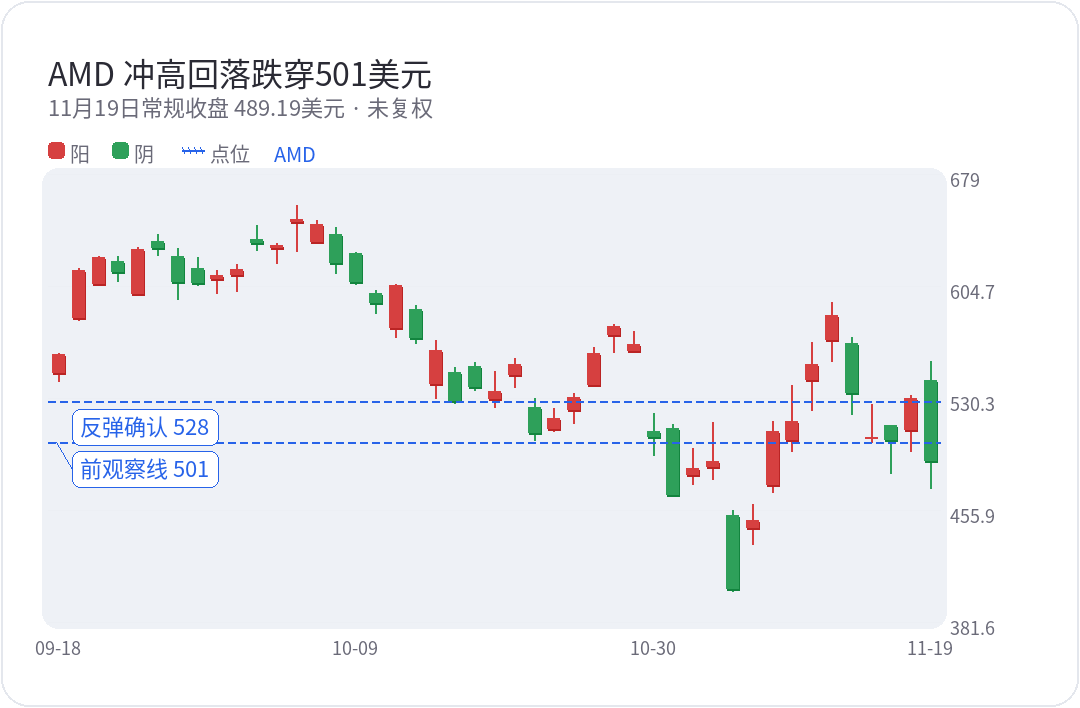 AMD 冲高回落跌穿501美元
11月19日常规收盘 489.19美元 · 未复权
阳 阴 点位 AMD
679
604.7
530.3
反弹确认 528
前观察线 501
455.9
381.6
09-18 10-09 10-30 11-19